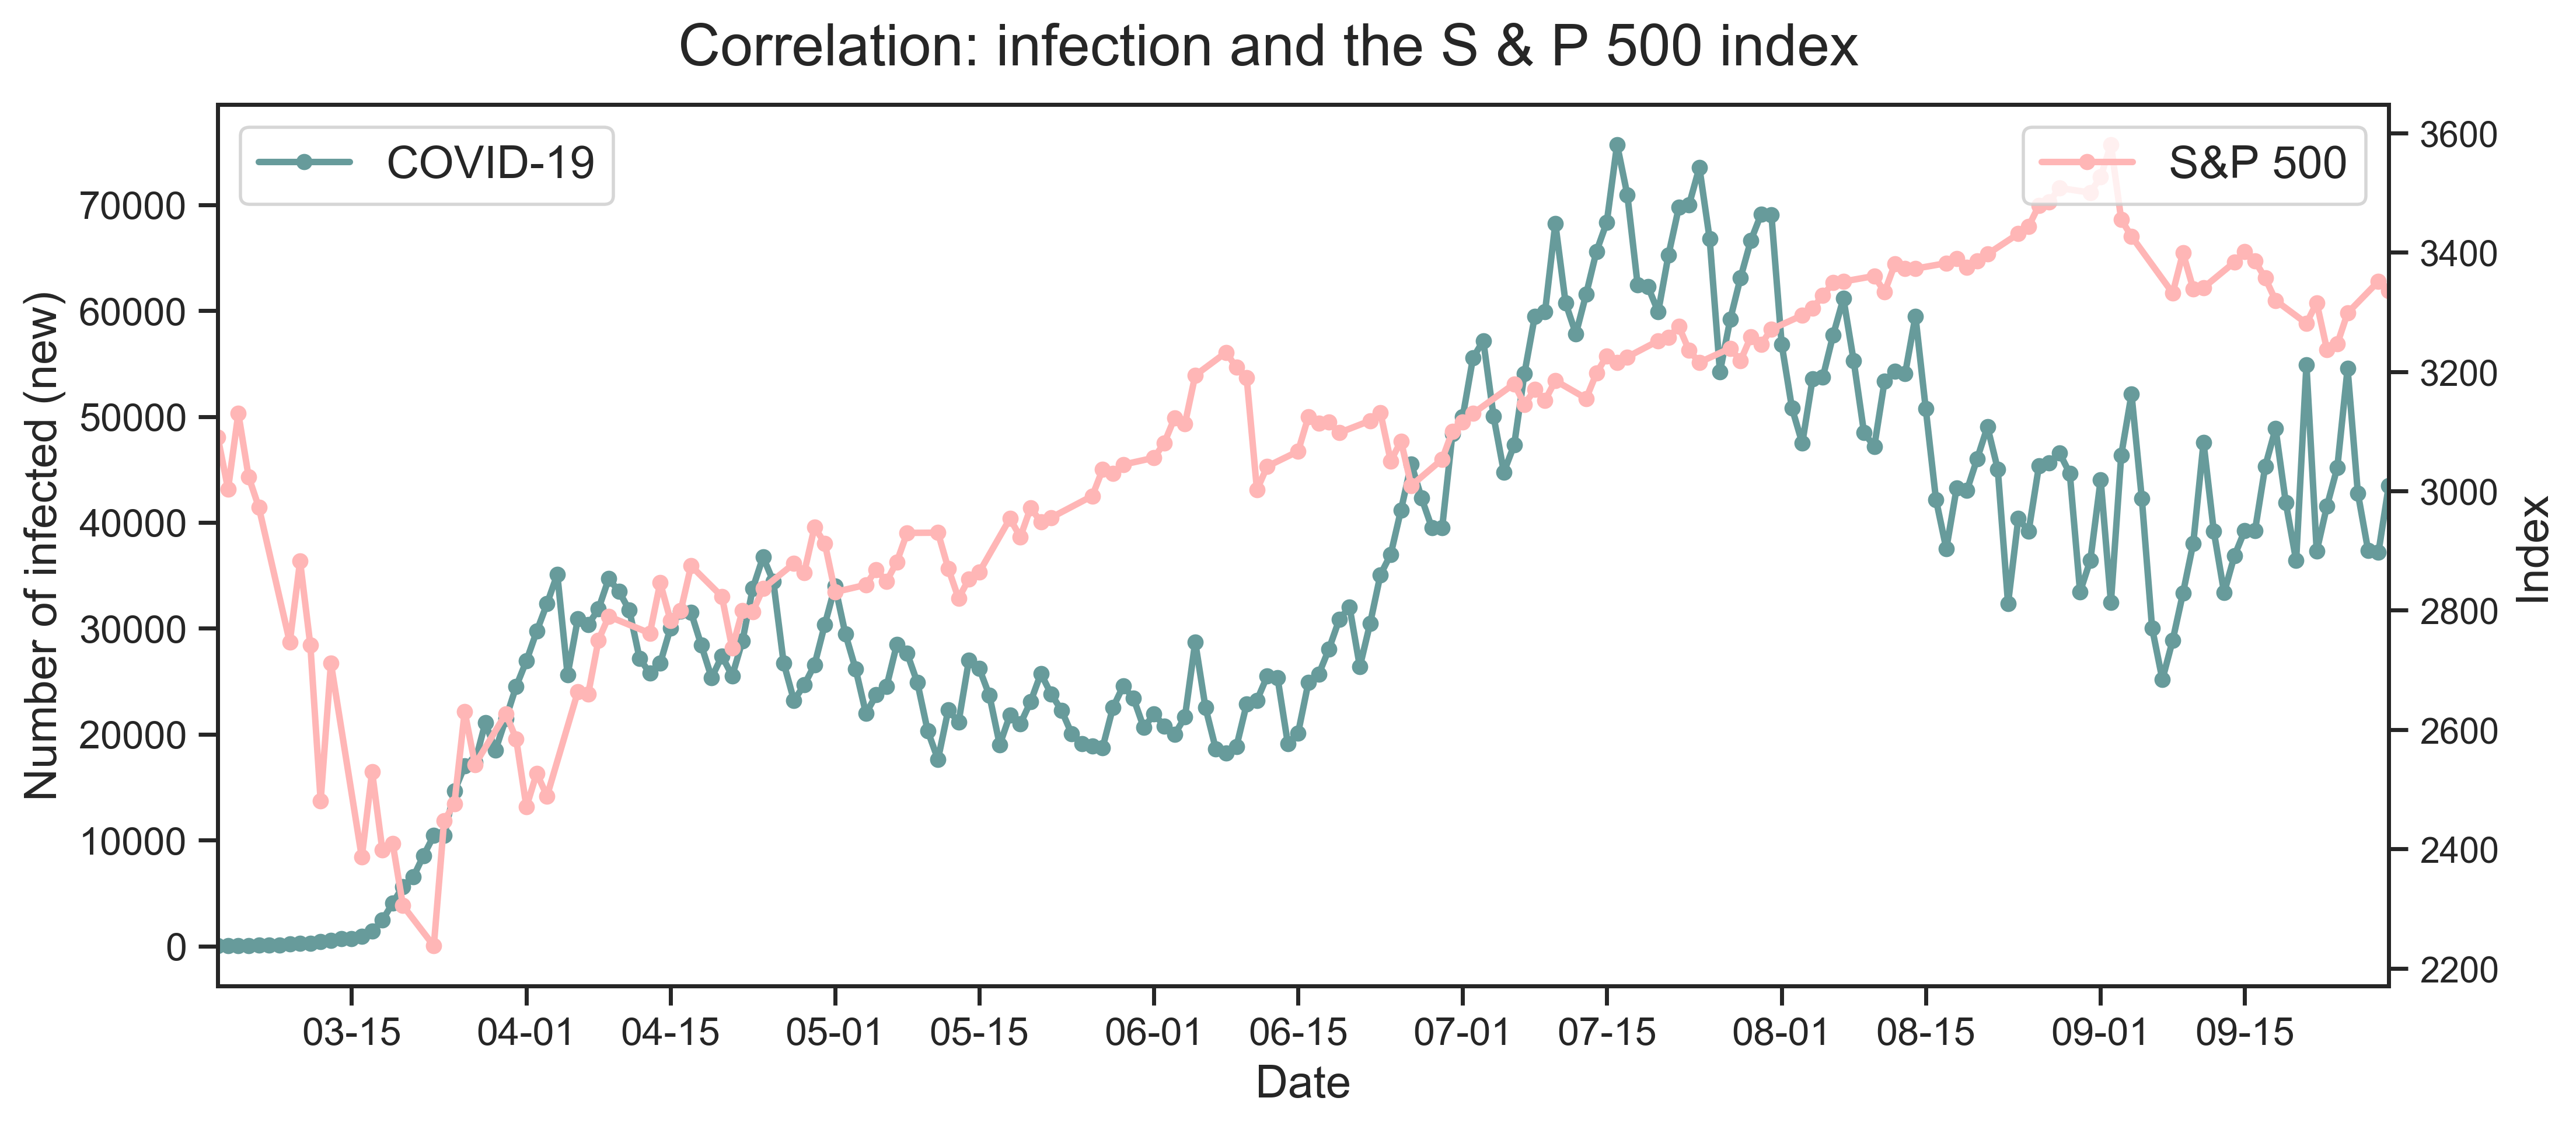 Correlation: infection and the S & P 500 index
COVID-19
S&P 500
Number of infected (new)
70000
60000
50000
40000
30000
20000
10000
0
3600
3400
3200
3000
2800
2600
2400
2200
Index
03-15 04-01 04-15 05-01 05-15 06-01 06-15 07-01 07-15 08-01 08-15 09-01 09-15
Date